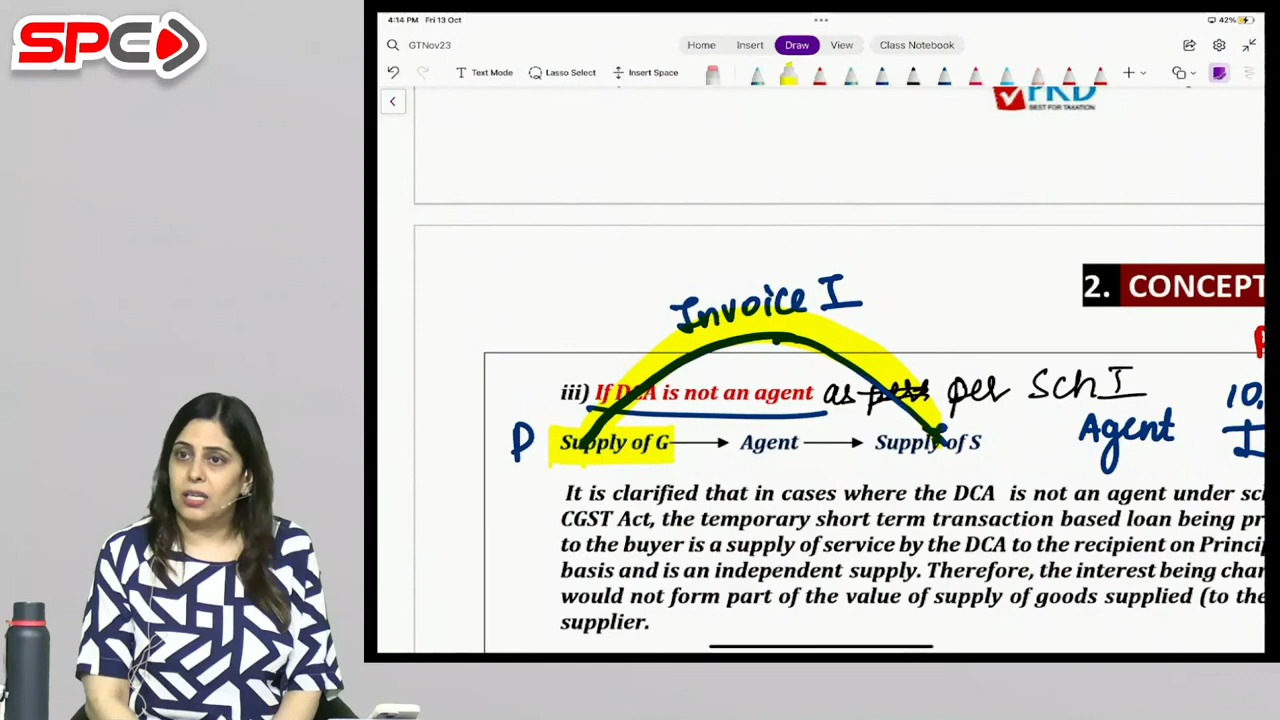 SPC
4:14 PM Fri 13 Oct
42%
GTNov23
Home Insert Draw View Class Notebook
Text Mode Lasso Select Insert Space
BEST FOR TAXATION
2. CONCEPT
Invoice I
iii) If DCA is not an agent as per Sch I
10.
P Supply of G Agent Supply of S Agent
It is clarified that in cases where the DCA is not an agent under sc
CGST Act, the temporary short term transaction based loan being pr
to the buyer is a supply of service by the DCA to the recipient on Princip
basis and is an independent supply. Therefore, the interest being char
would not form part of the value of supply of goods supplied (to the
supplier.